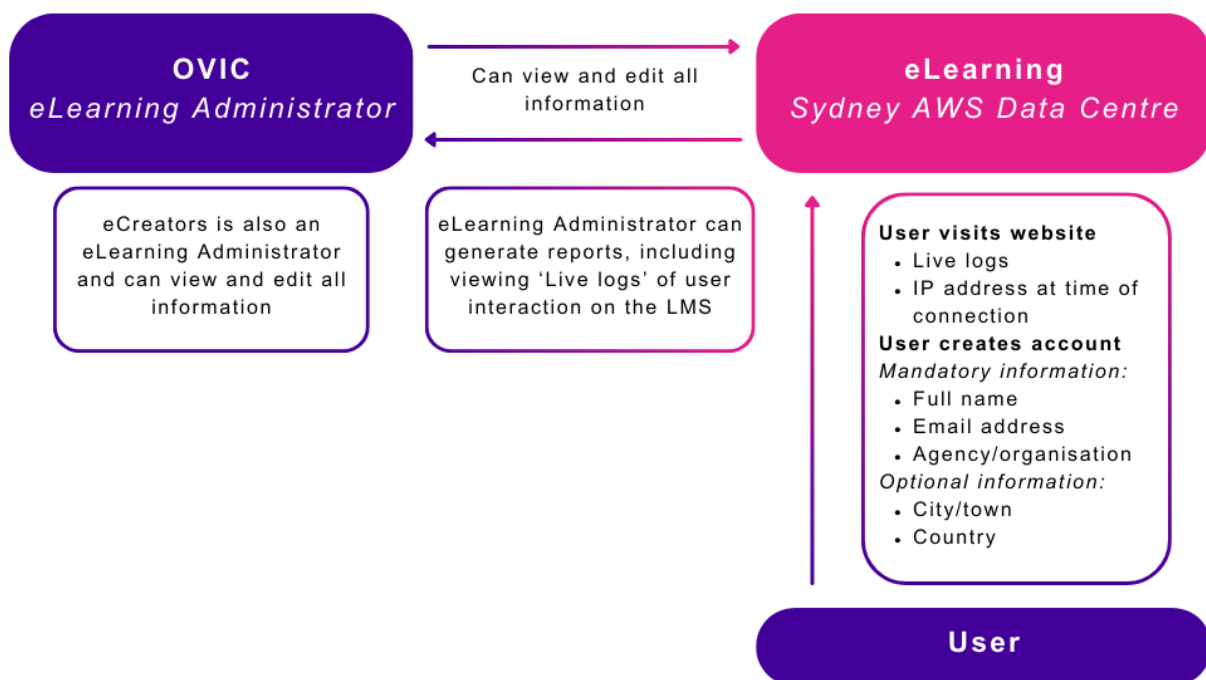 OVIC
eLearning Administrator
Can view and edit all
information
eLearning
Sydney AWS Data Centre
eCreators is also an
eLearning Administrator
and can view and edit all
information
eLearning Administrator can
generate reports, including
viewing ‘Live logs’ of user
interaction on the LMS
User visits website
• Live logs
• IP address at time of
connection
User creates account
Mandatory information:
• Full name
• Email address
• Agency/organisation
Optional information:
• City/town
• Country
User